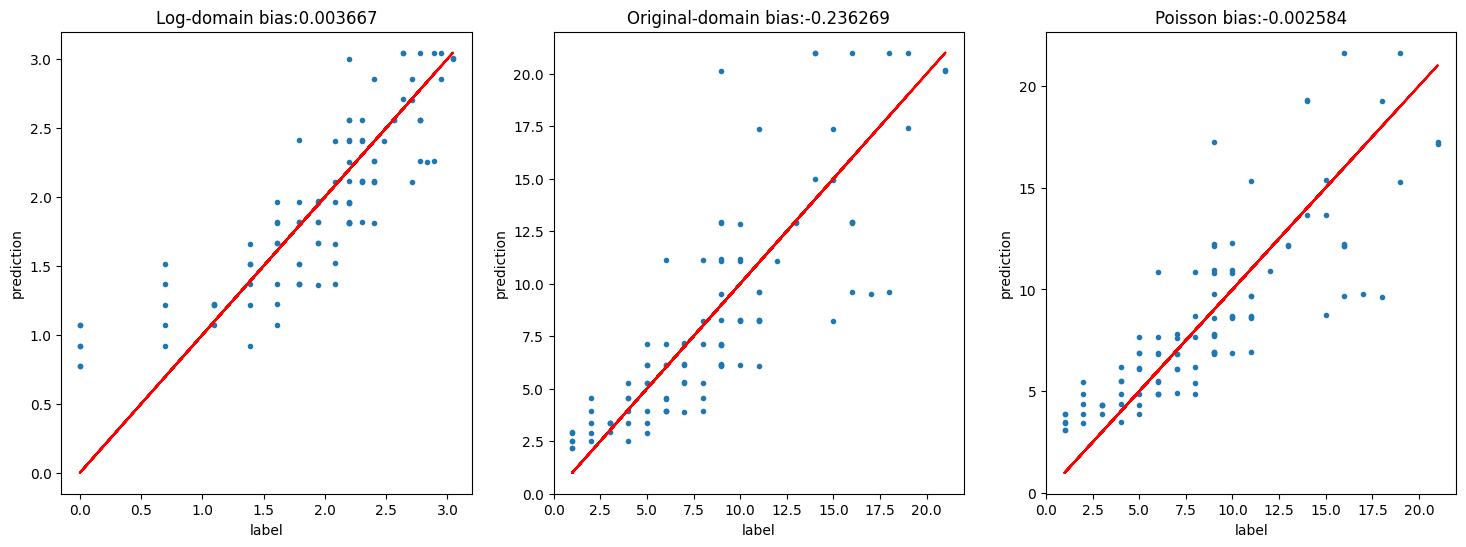 Log-domain bias:0.003667
3.0
2.5
2.0
1.5
1.0
0.5
0.0
prediction
0.0 0.5 1.0 1.5 2.0 2.5 3.0
label
Original-domain bias:-0.236269
20.0
17.5
15.0
12.5
10.0
7.5
5.0
2.5
0.0
prediction
0.0 2.5 5.0 7.5 10.0 12.5 15.0 17.5 20.0
label
Poisson bias:-0.002584
20
15
10
5
0
prediction
0.0 2.5 5.0 7.5 10.0 12.5 15.0 17.5 20.0
label